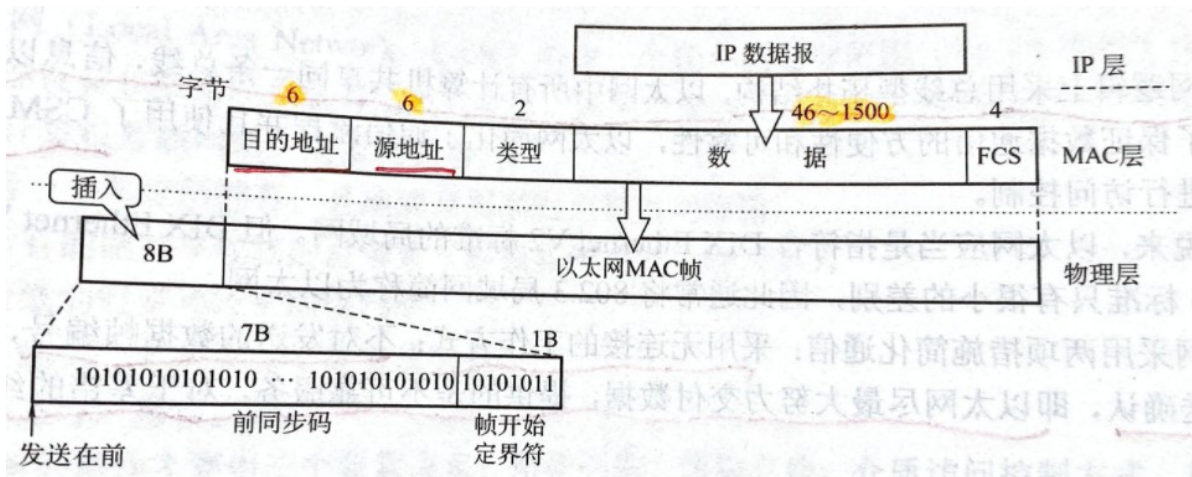 IP 数据报
IP 层
字节 6 6 2 46～1500 4
目的地址 源地址 类型 数 据 FCS MAC层
插入
8B 以太网MAC帧 物理层
7B 1B
10101010101010 ··· 101010101010 10101011
前同步码 帧开始
定界符
发送在前